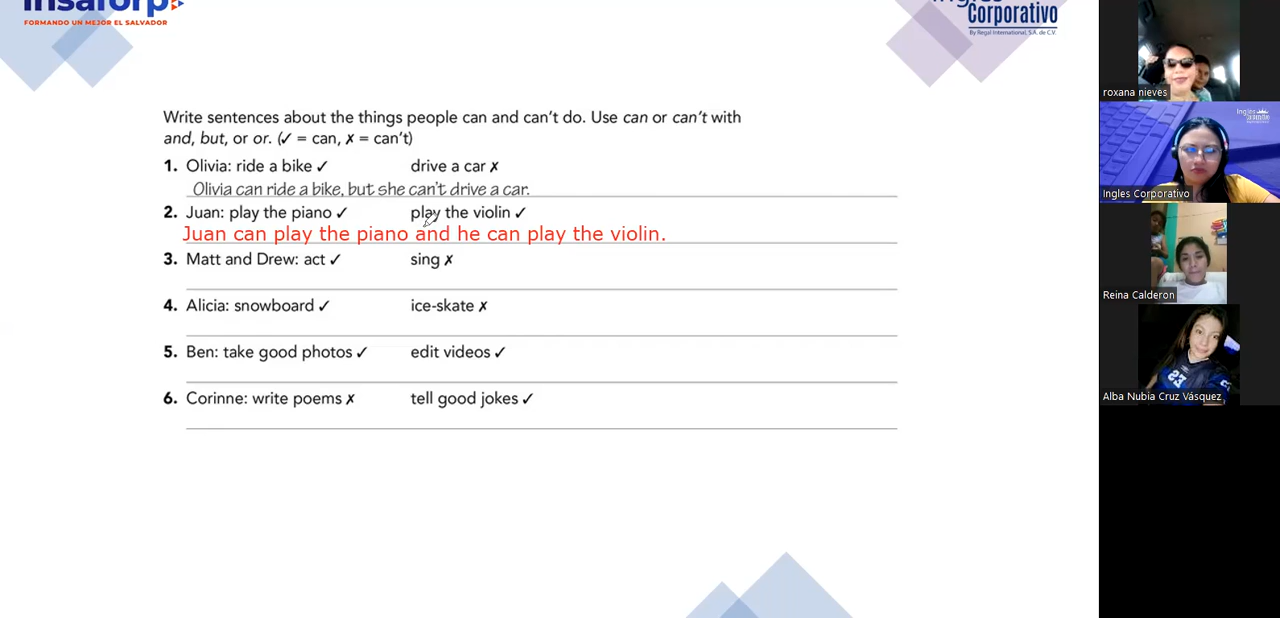 insaforp
FORMANDO UN MEJOR EL SALVADOR
Ingles
Corporativo
By Regal International, S.A. de C.V.
Write sentences about the things people can and can't do. Use can or can't with
and, but, or or. (✓ = can, ✗ = can't)
1. Olivia: ride a bike ✓ drive a car ✗
Olivia can ride a bike, but she can't drive a car.
2. Juan: play the piano ✓ play the violin ✓
Juan can play the piano and he can play the violin.
3. Matt and Drew: act ✓ sing ✗
4. Alicia: snowboard ✓ ice-skate ✗
5. Ben: take good photos ✓ edit videos ✓
6. Corinne: write poems ✗ tell good jokes ✓
roxana nieves
Ingles Corporativo
Reina Calderon
Alba Nubia Cruz Vásquez
23